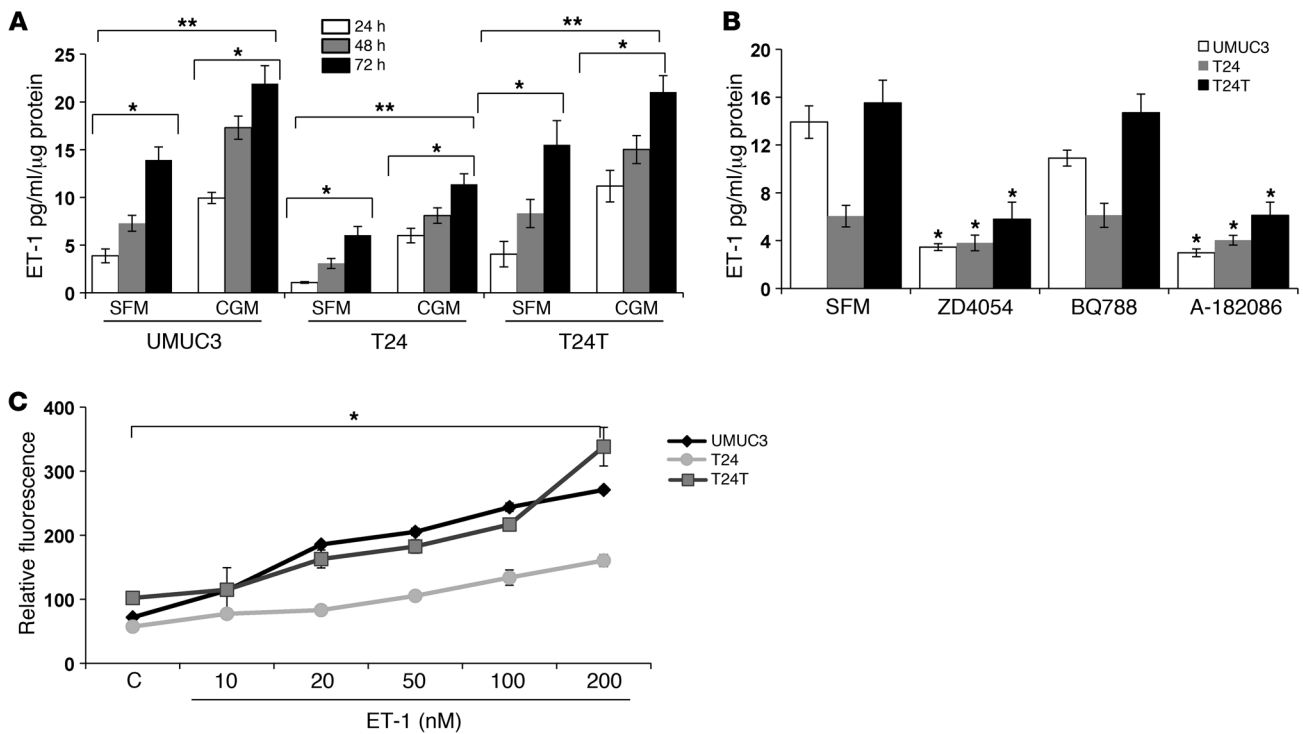 A
** 24 h ** 
48 h
72 h
* *
* ** *
* *
ET-1 pg/ml/µg protein
25
20
15
10
5
0
SFM CGM SFM CGM SFM CGM
UMUC3 T24 T24T
B
UMUC3
T24
T24T
ET-1 pg/ml/µg protein
20
16
12
8
4
0
* * * * * *
SFM ZD4054 BQ788 A-182086
C
*
UMUC3
T24
T24T
Relative fluorescence
400
300
200
100
0
C 10 20 50 100 200
ET-1 (nM)